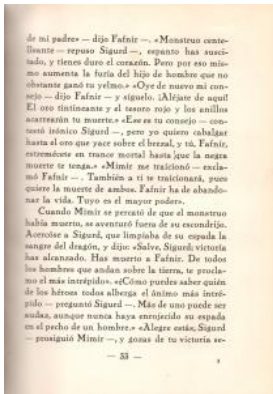 de mi padre» — dijo Fafnir —. «Monstruo cente-
lleante — repuso Sigurd —, espanto has susci-
tado, y tienes duro el corazón. Pero por eso mis-
mo aumenta la furia del hijo de hombre que no
obstante ganó tu yelmo.» «Oye de nuevo mi con-
sejo — dijo Fafnir — y síguelo. ¡Aléjate de aquí!
El oro tintineante y el tesoro rojo y los anillos
acarrearán tu muerte.» «Ese es tu consejo — con-
testó irónico Sigurd —, pero yo quiero cabalgar
hasta el oro que yace sobre el brezal, y tú, Fafnir,
estremécete en trance mortal hasta que la negra
muerte te tenga.» «Mimir me traicionó — excla-
mó Fafnir —. También a ti te traicionará, pues
quiere la muerte de ambos. Fafnir ha de abando-
nar la vida. Tuyo es el mayor poder».
Cuando Mimir se percató de que el monstruo
había muerto, se aventuró fuera de su escondrijo.
Acercóse a Sigurd, que limpiaba de su espada la
sangre del dragón, y dijo: «Salve, Sigurd; victoria
has alcanzado. Has muerto a Fafnir. De todos
los hombres que andan sobre la tierra, te procla-
mo el más intrépido». «¿Cómo puedes saber quién
de los héroes todos alberga el ánimo más intré-
pido — preguntó Sigurd —. Más de uno puede ser
audaz, aunque nunca haya enrojecido su espada
en el pecho de un hombre.» «Alegre estás, Sigurd
— prosiguió Mimir —, y gozas de tu victoria se-
— 53 —